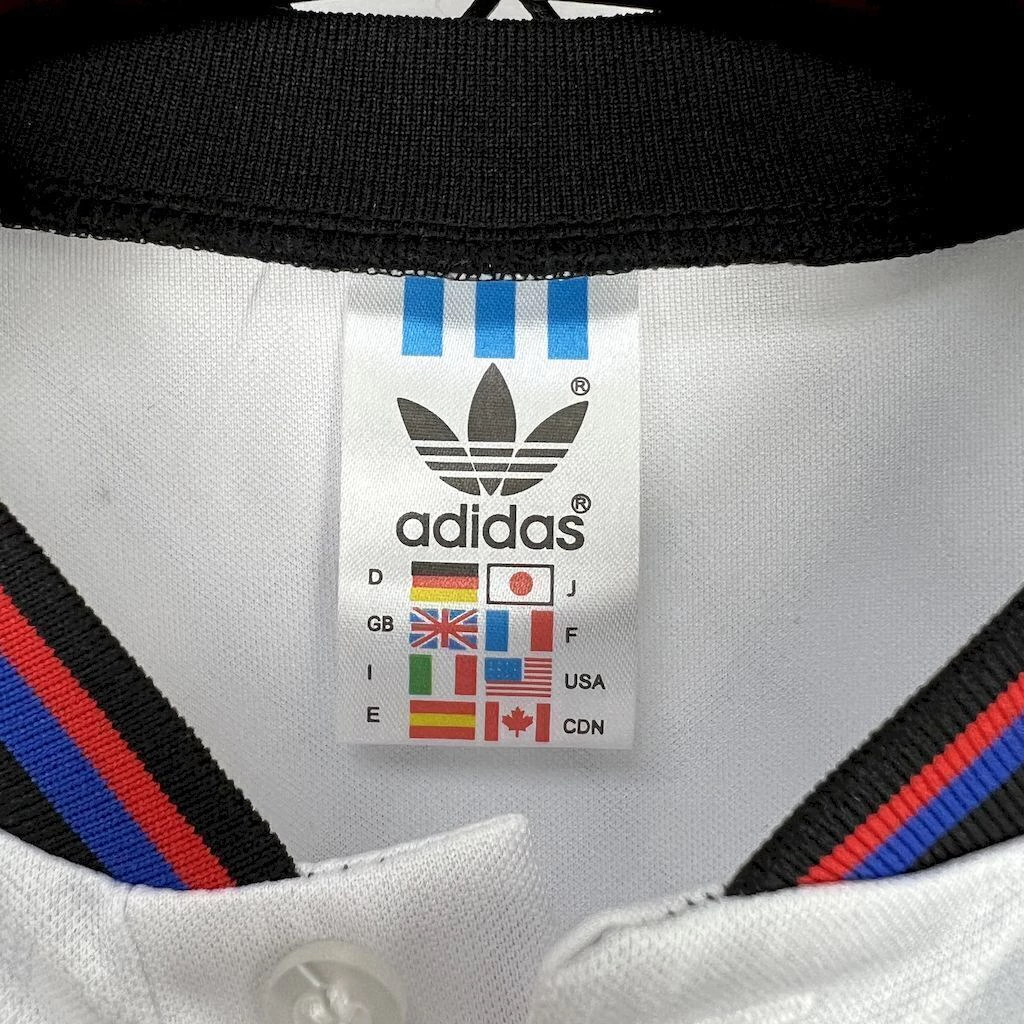 ®
adidas®
D J
GB F
I USA
E CDN